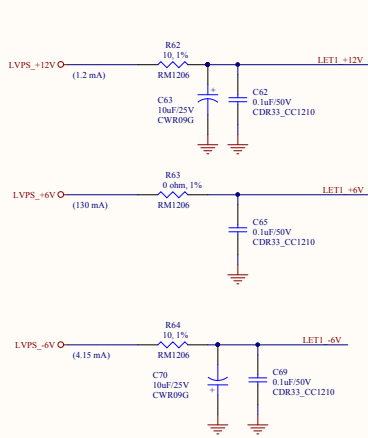 R62
10, 1%
LVPS_+12V
LET1_+12V
(1.2 mA)
RM1206
C63
10uF/25V
CWR09G
+
C62
0.1uF/50V
CDR33_CC1210
R63
0 ohm, 1%
LVPS_+6V
LET1_+6V
(130 mA)
RM1206
C65
0.1uF/50V
CDR33_CC1210
R64
10, 1%
LVPS_-6V
LET1_-6V
(4.15 mA)
RM1206
C70
10uF/25V
CWR09G
+
C69
0.1uF/50V
CDR33_CC1210